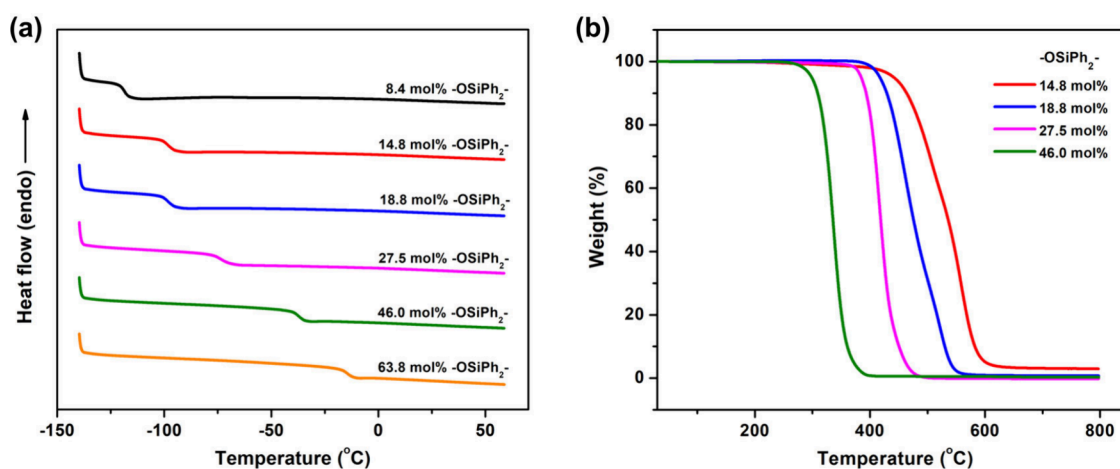 (a)
Heat flow (endo)
8.4 mol% -OSiPh₂-
14.8 mol% -OSiPh₂-
18.8 mol% -OSiPh₂-
27.5 mol% -OSiPh₂-
46.0 mol% -OSiPh₂-
63.8 mol% -OSiPh₂-
-150 -100 -50 0 50
Temperature (°C)
(b)
Weight (%)
100
80
60
40
20
0
-OSiPh₂-
14.8 mol%
18.8 mol%
27.5 mol%
46.0 mol%
200 400 600 800
Temperature (°C)